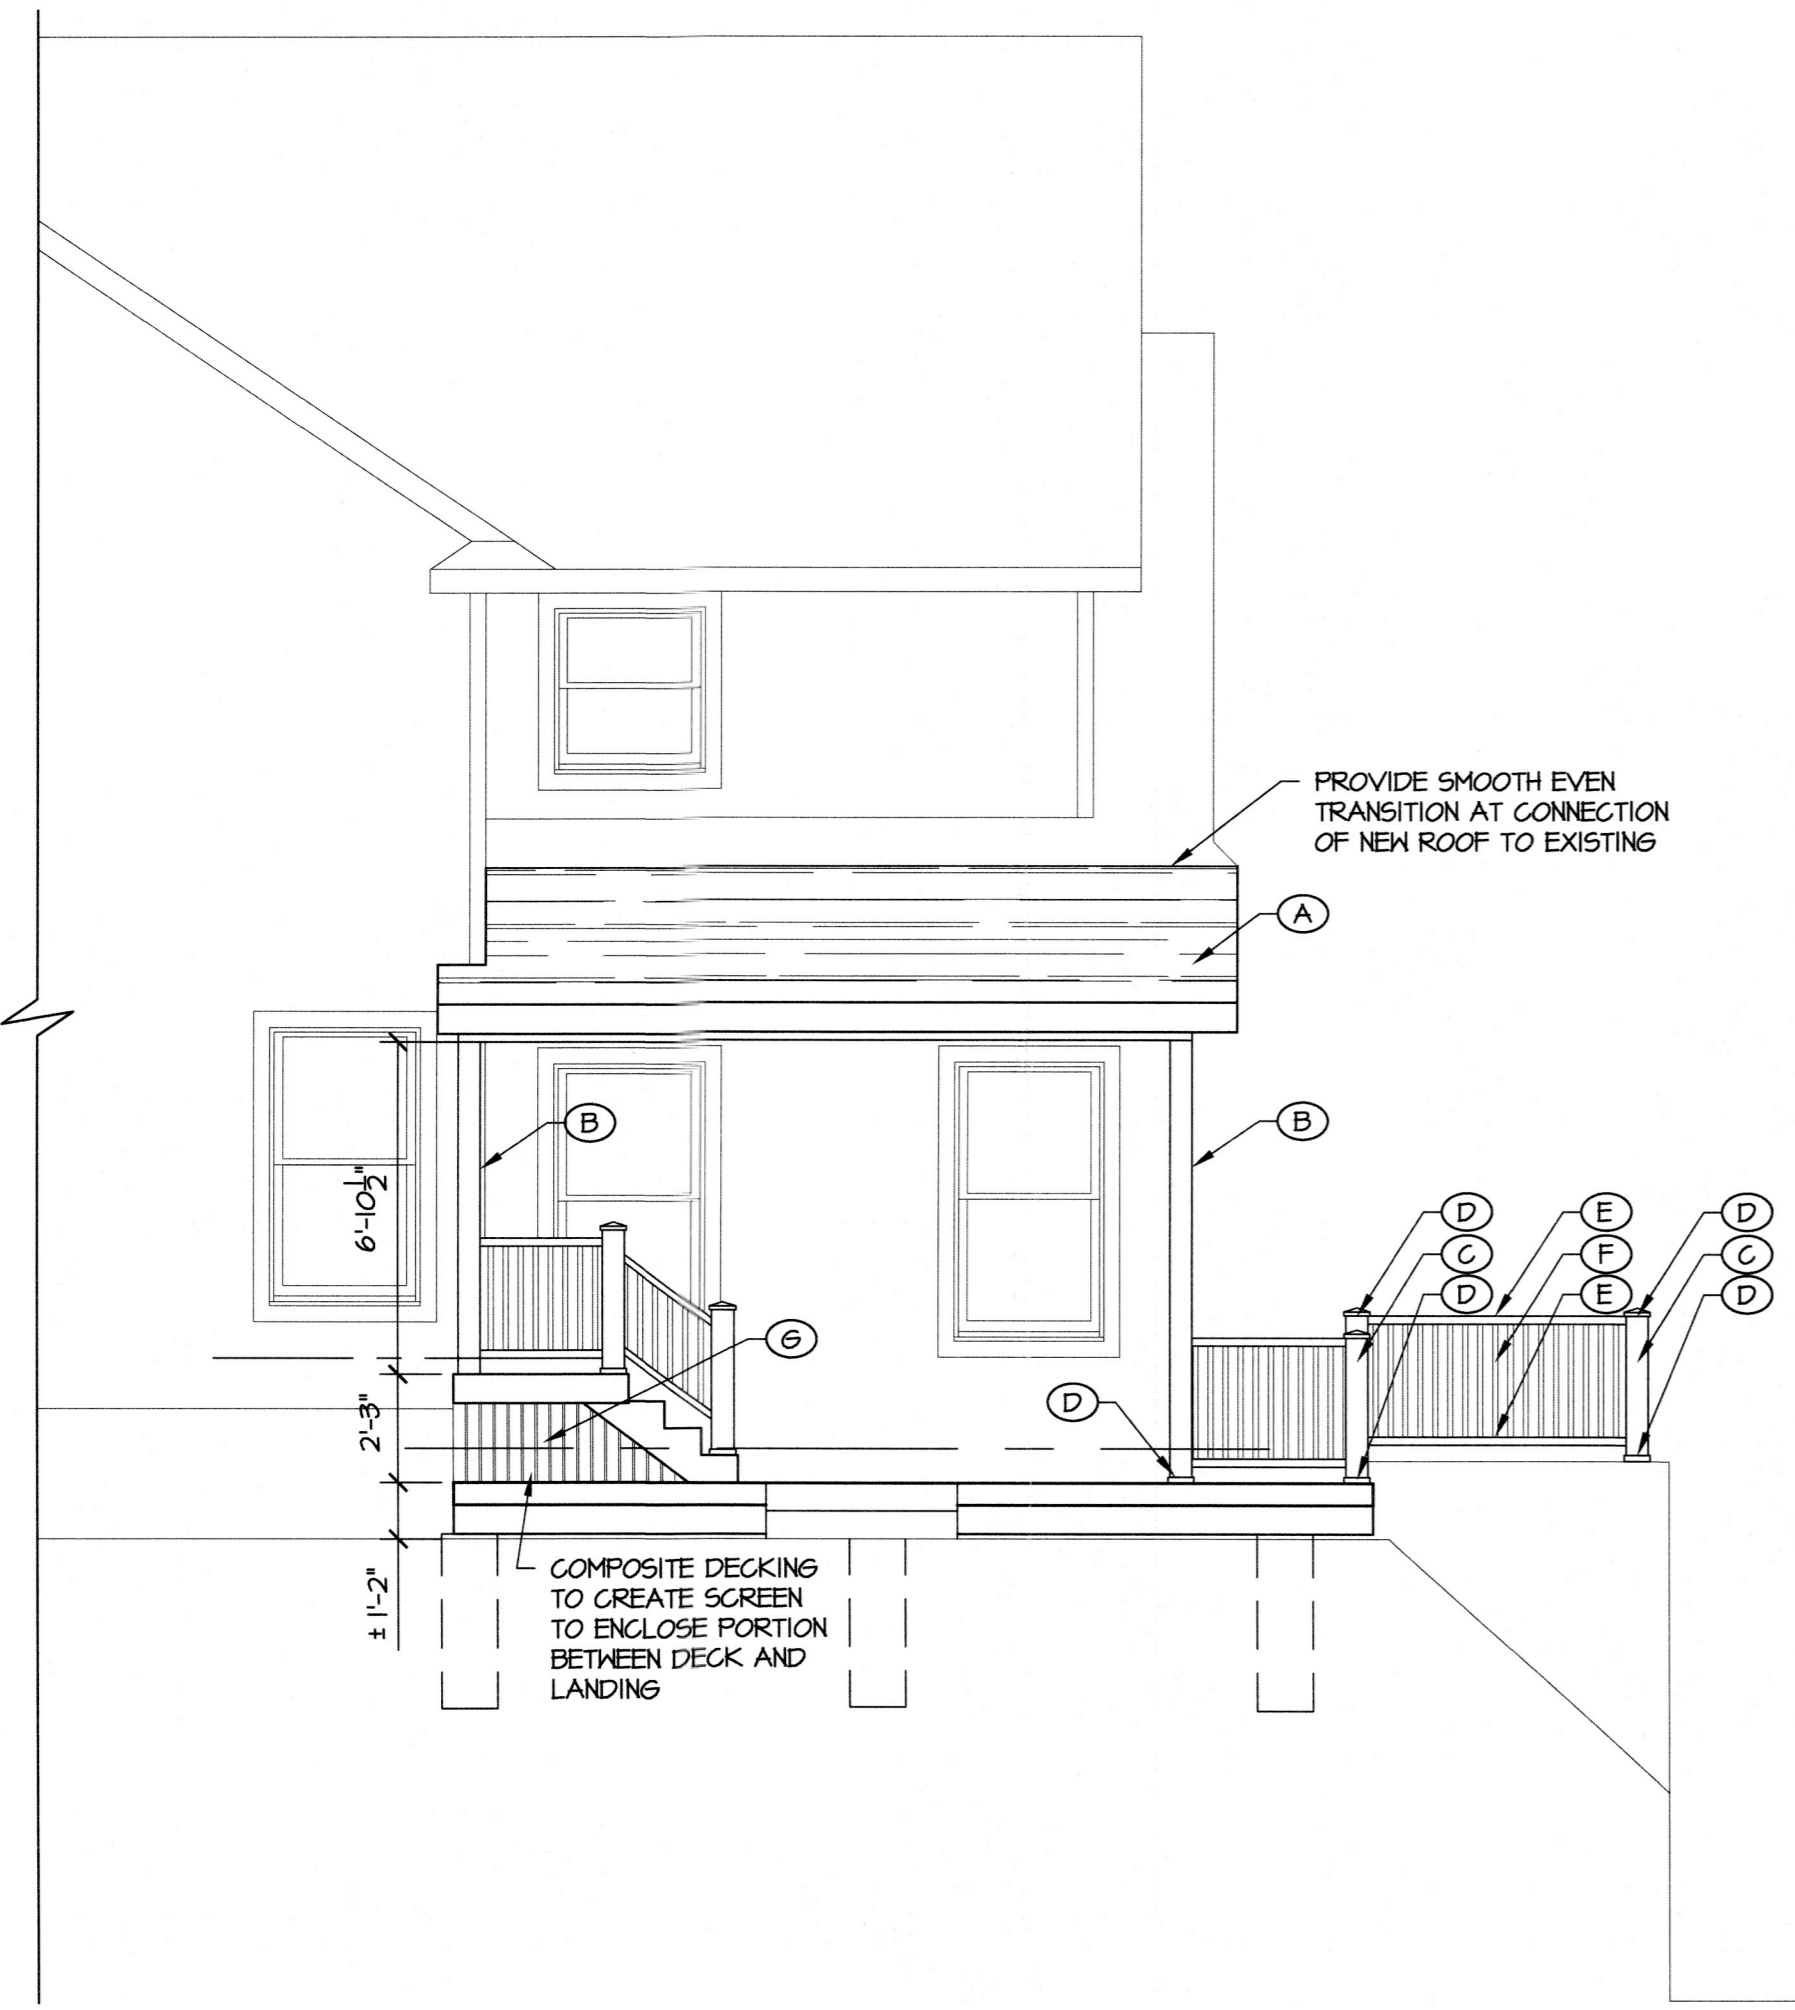 PROVIDE SMOOTH EVEN
TRANSITION AT CONNECTION
OF NEW ROOF TO EXISTING
A
B
B
6'-10 1/2"
D
E
D
C
F
C
D
E
D
G
D
2'-3"
± 1'-2"
COMPOSITE DECKING
TO CREATE SCREEN
TO ENCLOSE PORTION
BETWEEN DECK AND
LANDING